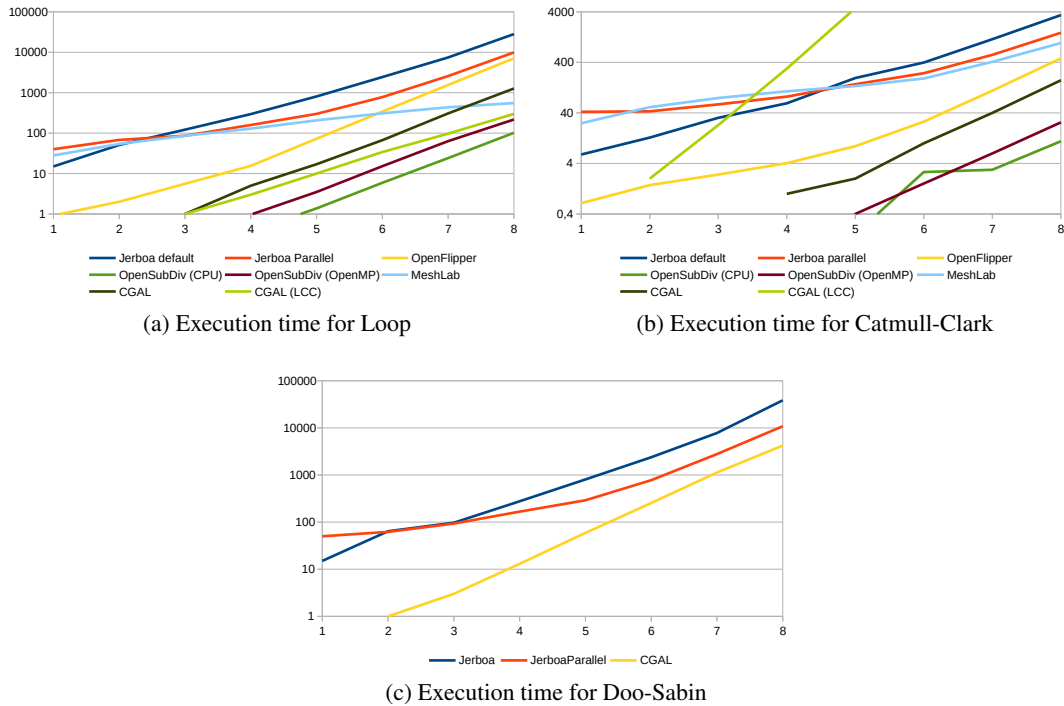 100000
10000
1000
100
10
1
1 2 3 4 5 6 7 8
Jerboa default Jerboa Parallel OpenFlipper
OpenSubDiv (CPU) OpenSubDiv (OpenMP) MeshLab
CGAL CGAL (LCC)
(a) Execution time for Loop
4000
400
40
4
0,4
1 2 3 4 5 6 7 8
Jerboa default Jerboa parallel OpenFlipper
OpenSubDiv (CPU) OpenSubDiv (OpenMP) MeshLab
CGAL CGAL (LCC)
(b) Execution time for Catmull-Clark
100000
10000
1000
100
10
1
1 2 3 4 5 6 7 8
Jerboa JerboaParallel CGAL
(c) Execution time for Doo-Sabin